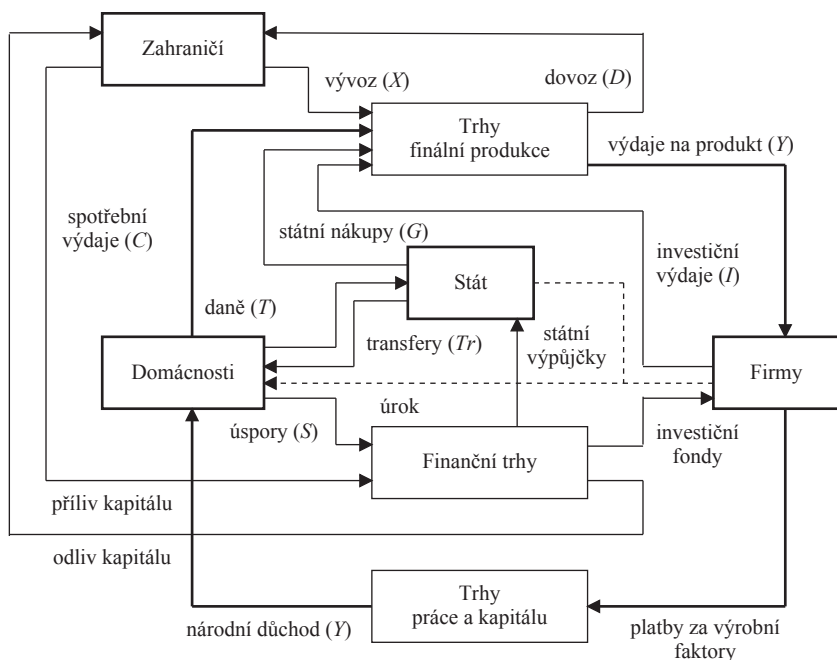 Zahraničí
vývoz (X)
dovoz (D)
Trhy
finální produkce
výdaje na produkt (Y)
spotřební
výdaje (C)
státní nákupy (G)
investiční
výdaje (I)
Stát
daně (T)
transfery (Tr)
státní
výpůjčky
Domácnosti
Firmy
úrok
úspory (S)
Finanční trhy
investiční
fondy
příliv kapitálu
odliv kapitálu
Trhy
práce a kapitálu
národní důchod (Y)
platby za výrobní
faktory